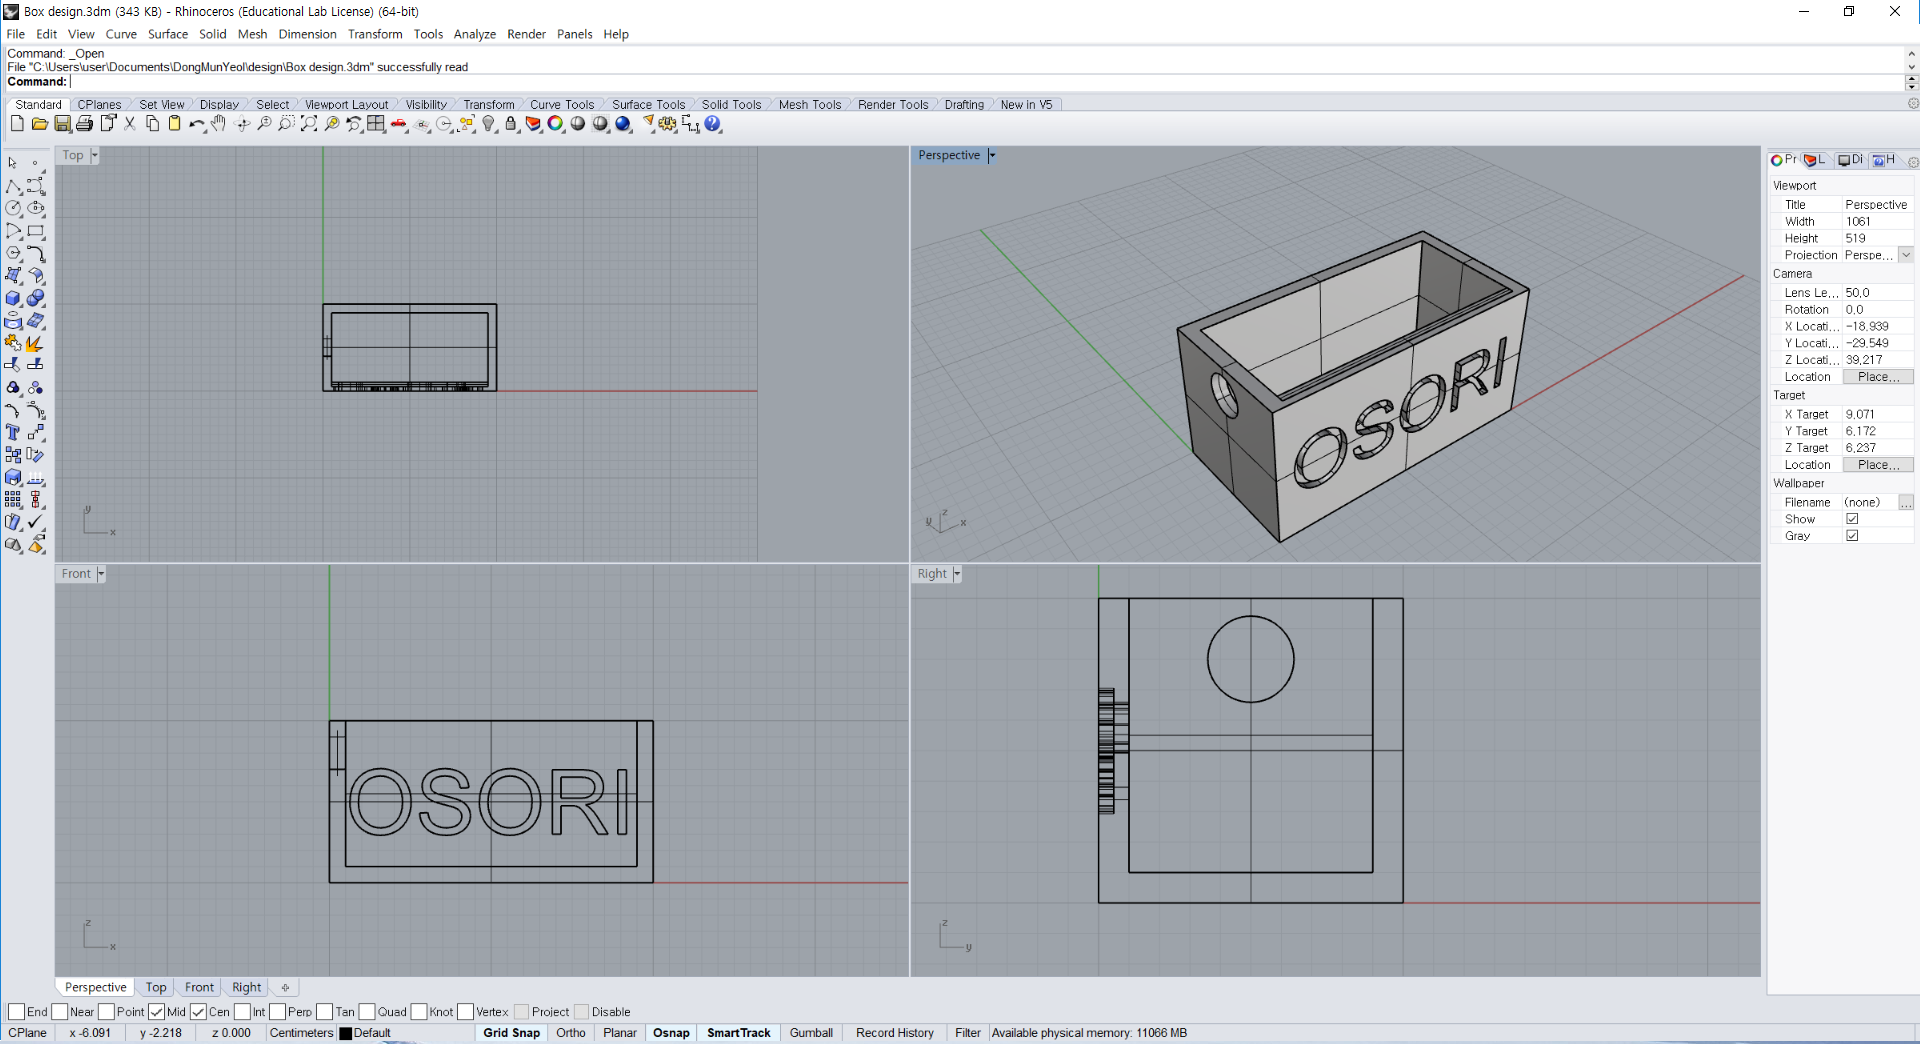 Box design.3dm (343 KB) - Rhinoceros (Educational Lab License) (64-bit)
File Edit View Curve Surface Solid Mesh Dimension Transform Tools Analyze Render Panels Help
Command: _Open
File "C:\Users\user\Documents\DongMunYeol\design\Box design.3dm" successfully read
Command:
Standard CPlanes Set View Display Select Viewport Layout Visibility Transform Curve Tools Surface Tools Solid Tools Mesh Tools Render Tools Drafting New in V5
Top
Perspective
Pr L Di H
Viewport
Title Perspective
Width 1061
Height 519
Projection Perspe...
Camera
Lens Le... 50,0
Rotation 0,0
X Locati... -18,939
Y Locati... -29,549
Z Locati... 39,217
Location Place...
Target
X Target 9,071
Y Target 6,172
Z Target 6,237
Location Place...
Wallpaper
Filename (none) ...
Show
Gray
OSORI
y x
y z x
Front
Right
OSORI
z x
z y
Perspective Top Front Right
End Near Point Mid Cen Int Perp Tan Quad Knot Vertex Project Disable
CPlane x -6.091 y -2.218 z 0.000 Centimeters Default Grid Snap Ortho Planar Osnap SmartTrack Gumball Record History Filter Available physical memory: 11066 MB